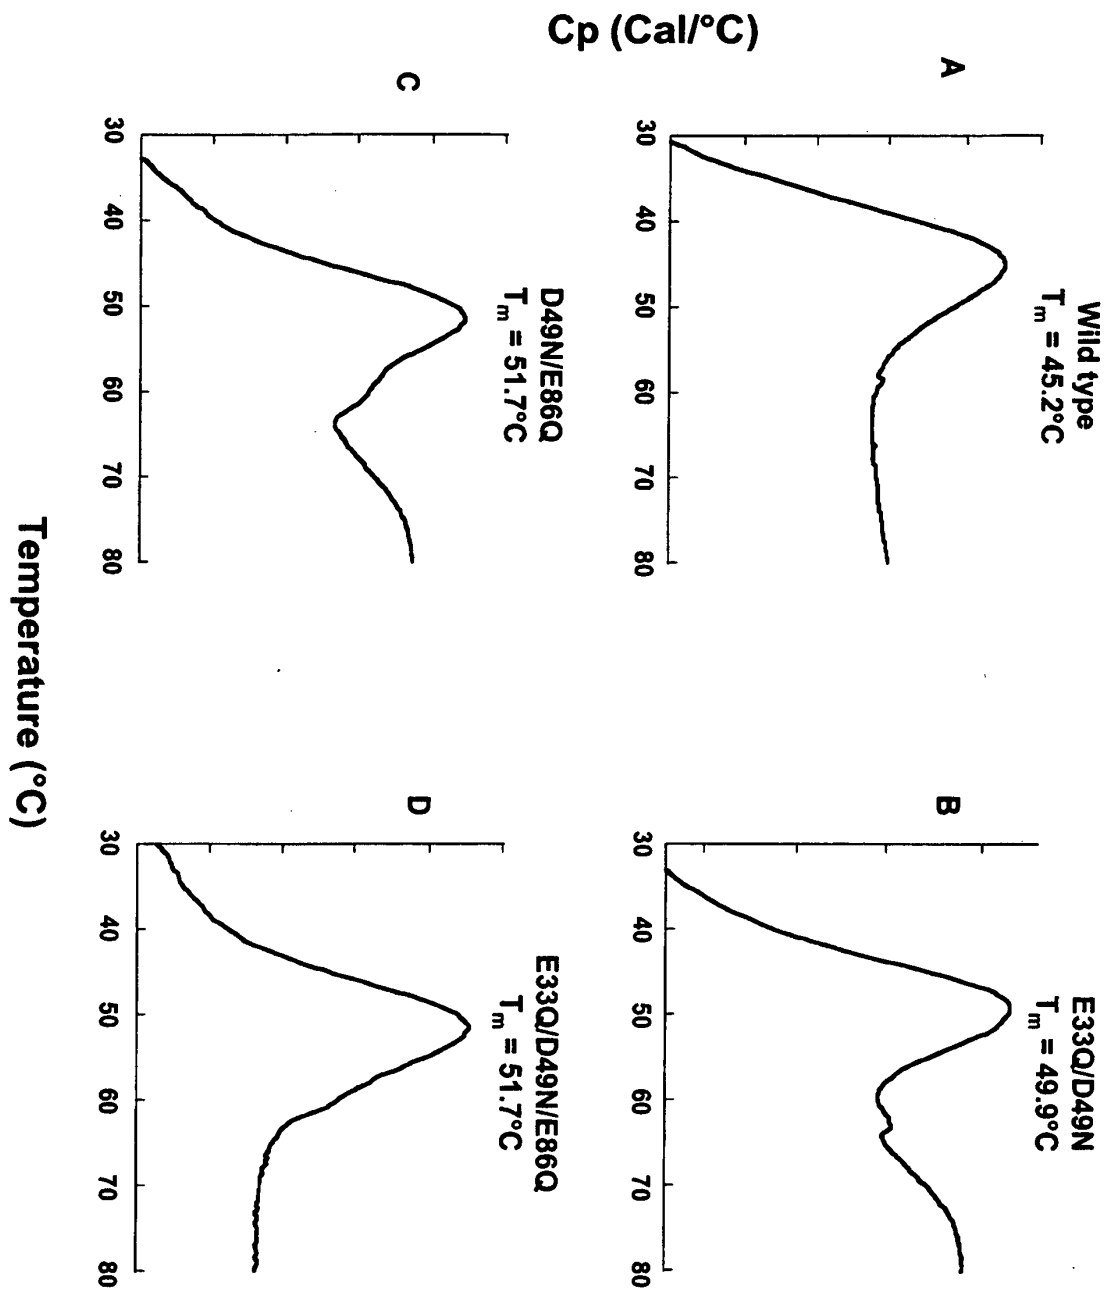 Cp (Cal/°C)
A
Wild type
Tm = 45.2°C
30 40 50 60 70 80
B
E33Q/D49N
Tm = 49.9°C
30 40 50 60 70 80
C
D49N/E86Q
Tm = 51.7°C
30 40 50 60 70 80
D
E33Q/D49N/E86Q
Tm = 51.7°C
30 40 50 60 70 80
Temperature (°C)